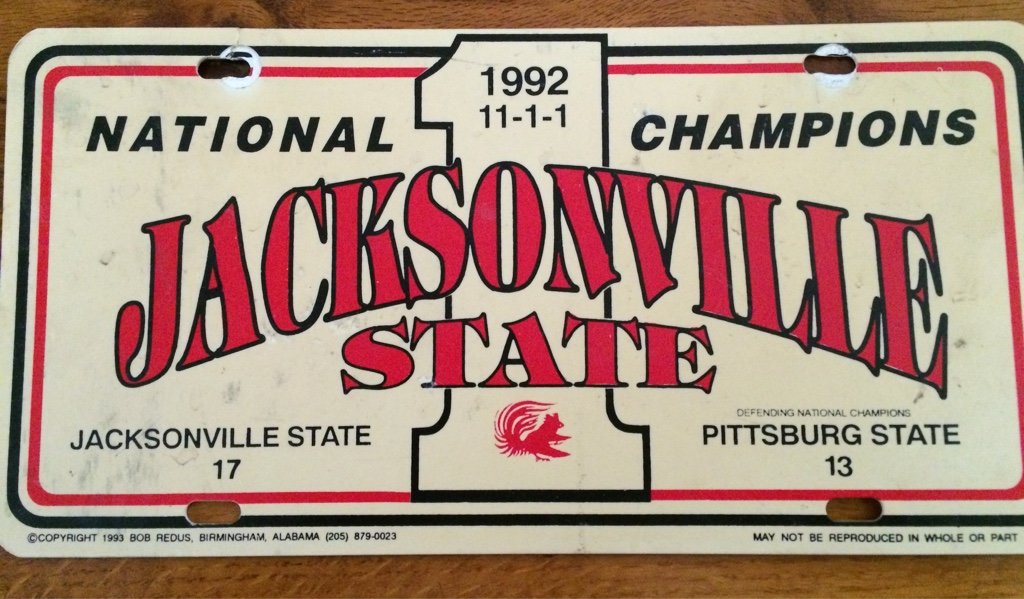 1992
11-1-1
NATIONAL CHAMPIONS
JACKSONVILLE
STATE
DEFENDING NATIONAL CHAMPIONS
JACKSONVILLE STATE
17
PITTSBURG STATE
13
©COPYRIGHT 1993 BOB REDUS, BIRMINGHAM, ALABAMA (205) 879-0023
MAY NOT BE REPRODUCED IN WHOLE OR PART